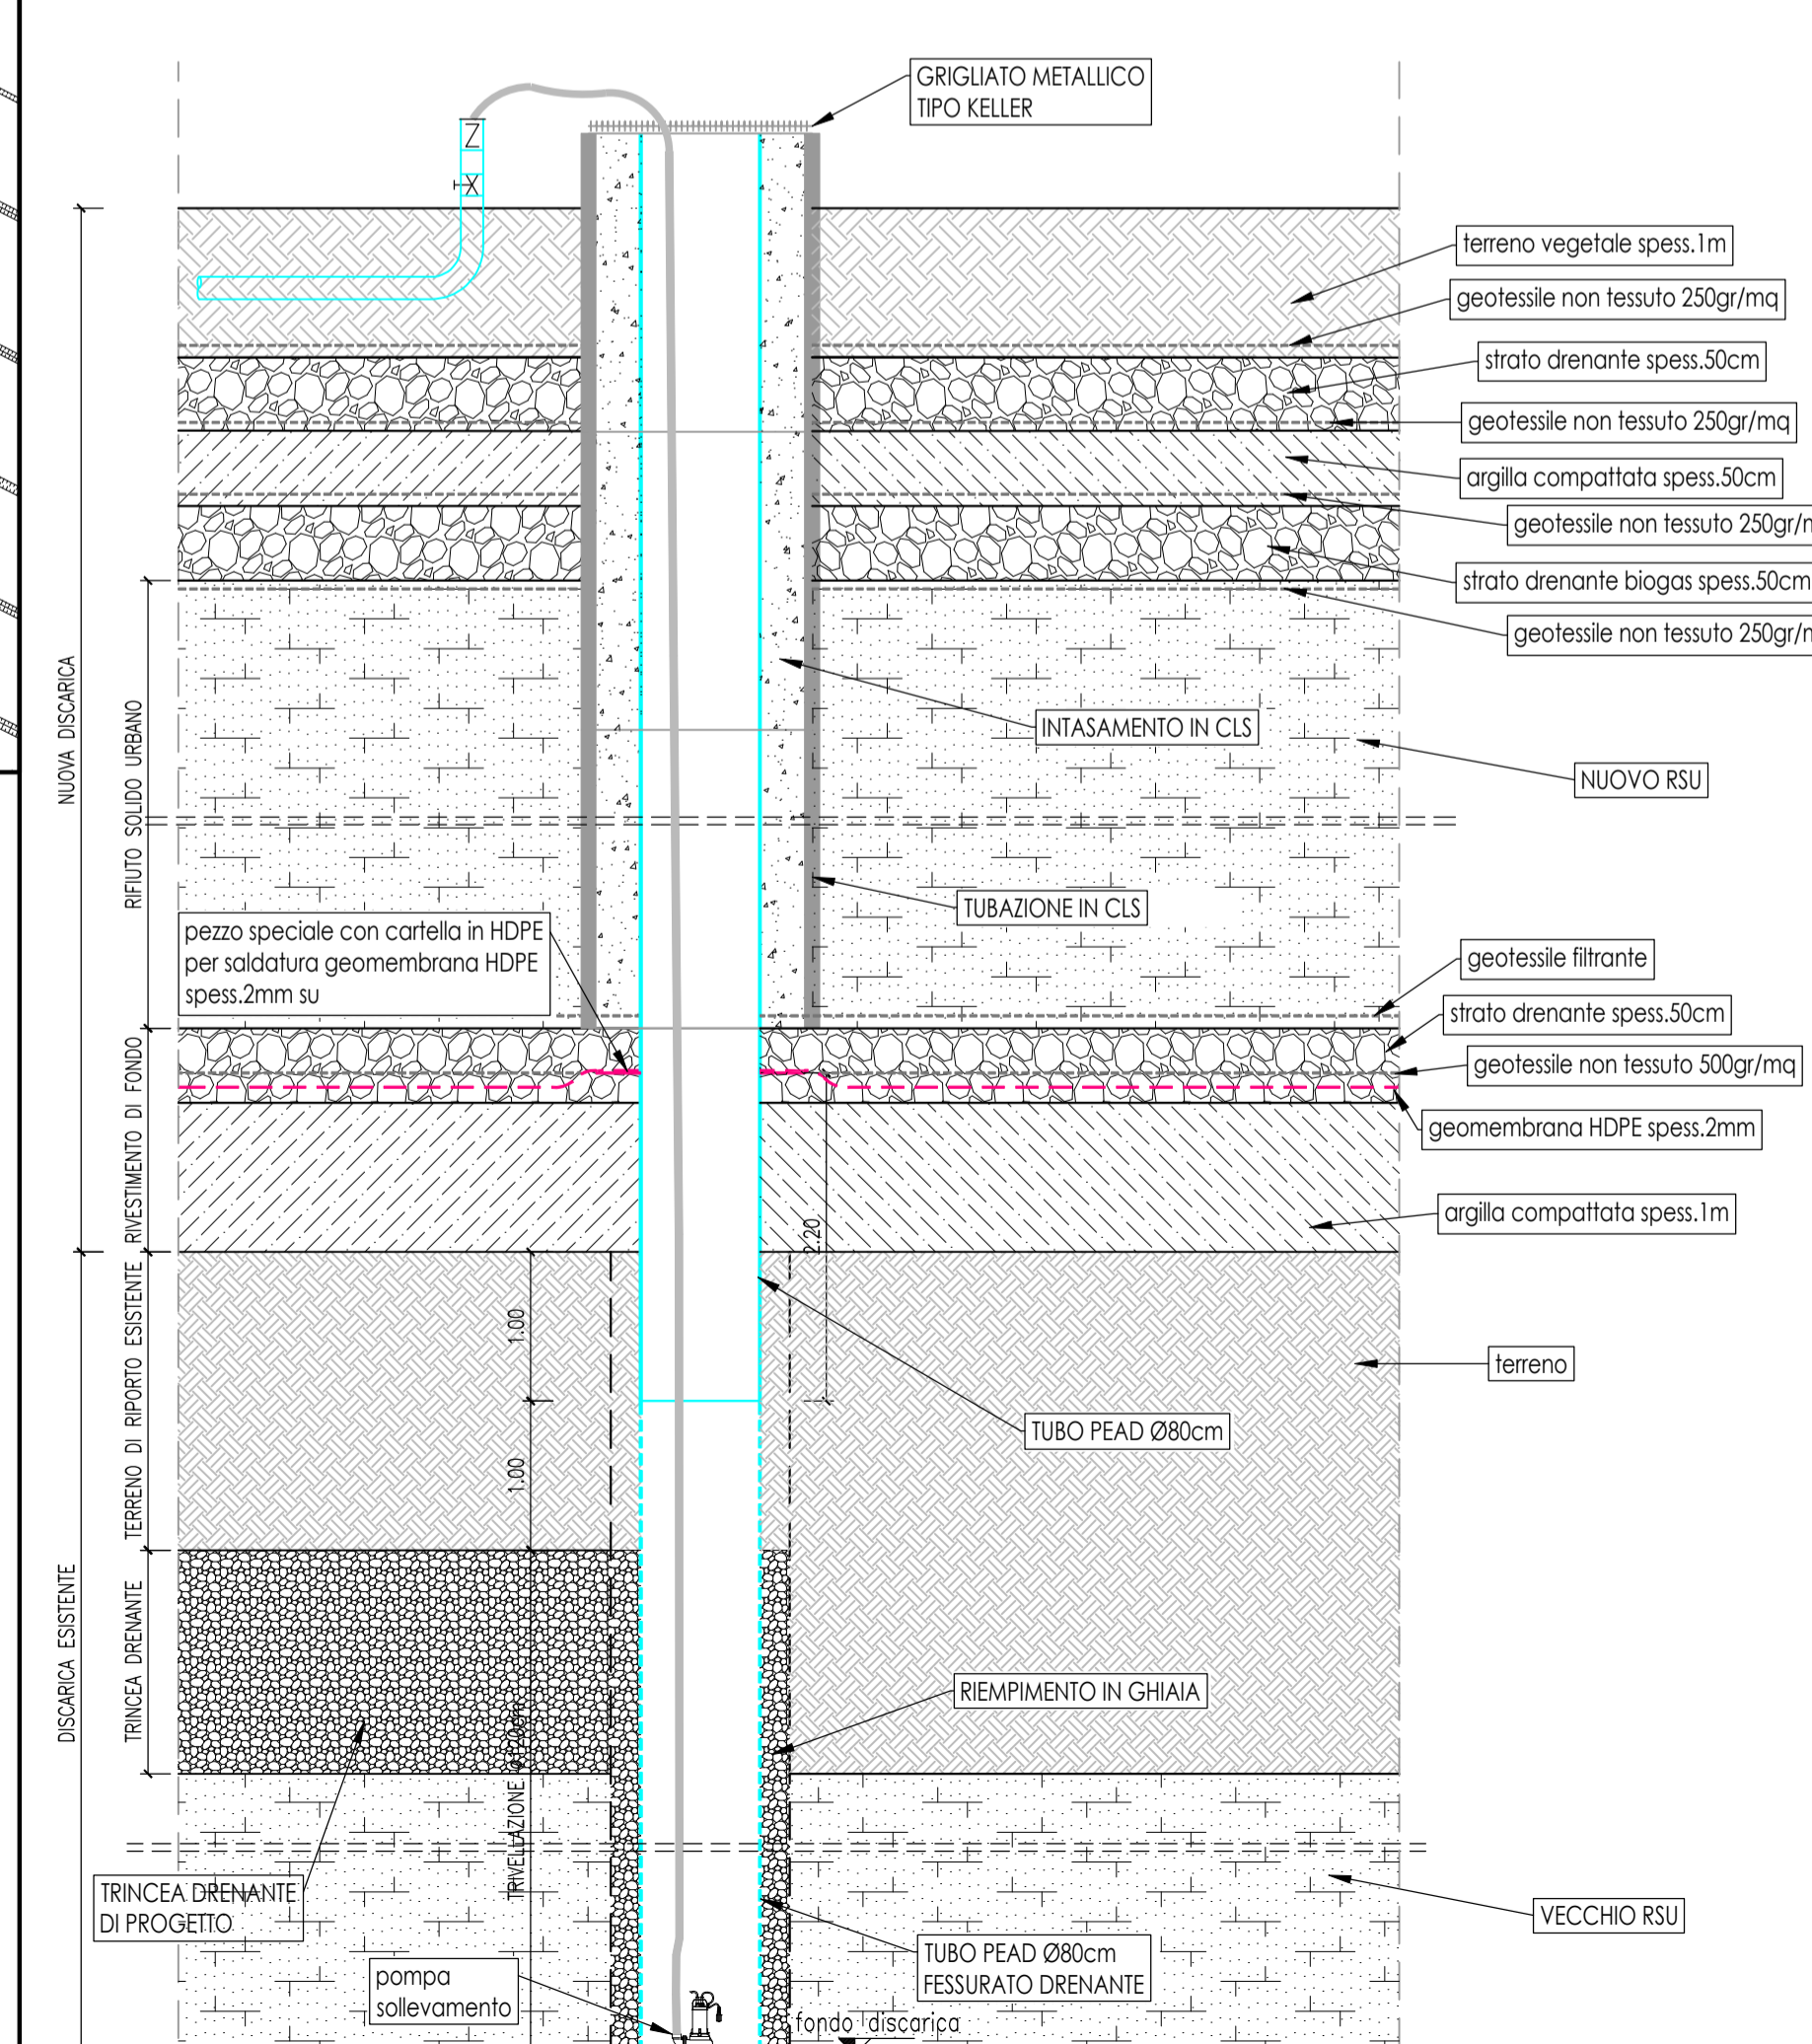 GRIGLIATO METALLICO
TIPO KELLER
Z
X
terreno vegetale spess.1m
geotessile non tessuto 250gr/mq
strato drenante spess.50cm
geotessile non tessuto 250gr/mq
argilla compattata spess.50cm
geotessile non tessuto
strato drenante biogas spess.50cm
geotessile non tessuto
NUOVA DISCARICA
RIFIUTO SOLIDO URBANO
INTASAMENTO IN CLS
NUOVO RSU
TUBAZIONE IN CLS
pezzo speciale con cartella in HDPE
per saldatura geomembrana HDPE
spess.2mm su
geotessile filtrante
strato drenante spess.50cm
geotessile non tessuto 500gr/mq
geomembrana HDPE spess.2mm
RIVESTIMENTO DI FONDO
argilla compattata spess.1m
2.20
1.00
terreno
TERRENO DI RIPORTO ESISTENTE
TUBO PEAD Ø80cm
1.00
DISCARICA ESISTENTE
TRINCEA DRENANTE
RIEMPIMENTO IN GHIAIA
TRIVELLAZIONE
TRINCEA DRENANTE
DI PROGETTO
VECCHIO RSU
TUBO PEAD Ø80cm
FESSURATO DRENANTE
pompa
sollevamento
fondo discarica